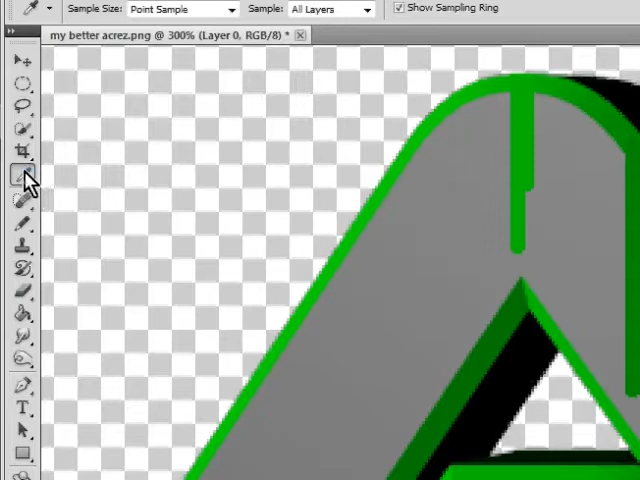 Sample Size: Point Sample Sample: All Layers Show Sampling Ring
my better acrez.png @ 300% (Layer 0, RGB/8) *
T